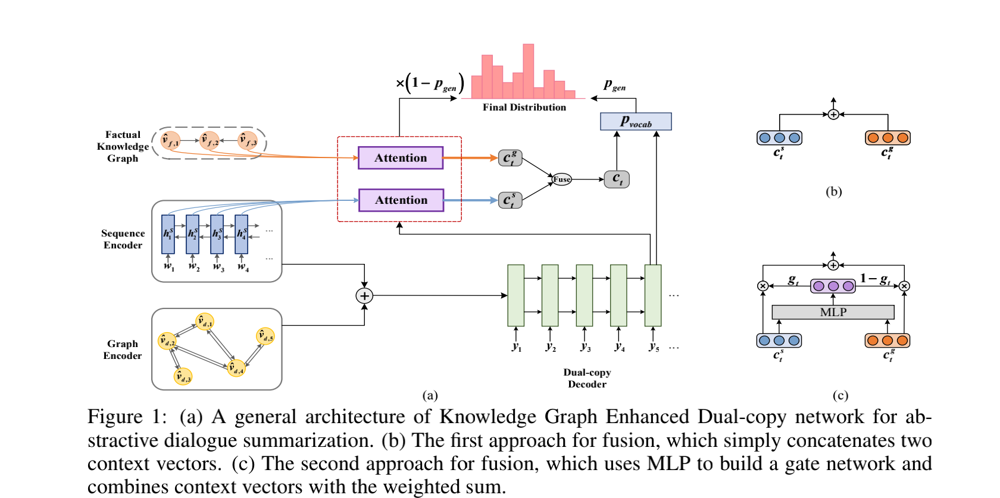 ×(1 − p_gen)
p_gen
Final Distribution
p_vocab
Factual
Knowledge
Graph
v̂_f,1 v̂_f,2 v̂_f,3
Attention
c_t^g
Fuse
c_t
Attention
c_t^s
Sequence
Encoder
h_1^S h_2^S h_3^S h_4^S ...
w_1 w_2 w_3 w_4 ...
+
Graph
Encoder
v̂_d,1
v̂_d,2
v̂_d,3
v̂_d,4
v̂_d,5
...
y_1 y_2 y_3 y_4 y_5 ...
Dual-copy
Decoder
(a)
+
c_t^s c_t^g
(b)
+
× g_t 1 − g_t ×
MLP
c_t^s c_t^g
(c)
Figure 1: (a) A general architecture of Knowledge Graph Enhanced Dual-copy network for ab-
stractive dialogue summarization. (b) The first approach for fusion, which simply concatenates two
context vectors. (c) The second approach for fusion, which uses MLP to build a gate network and
combines context vectors with the weighted sum.